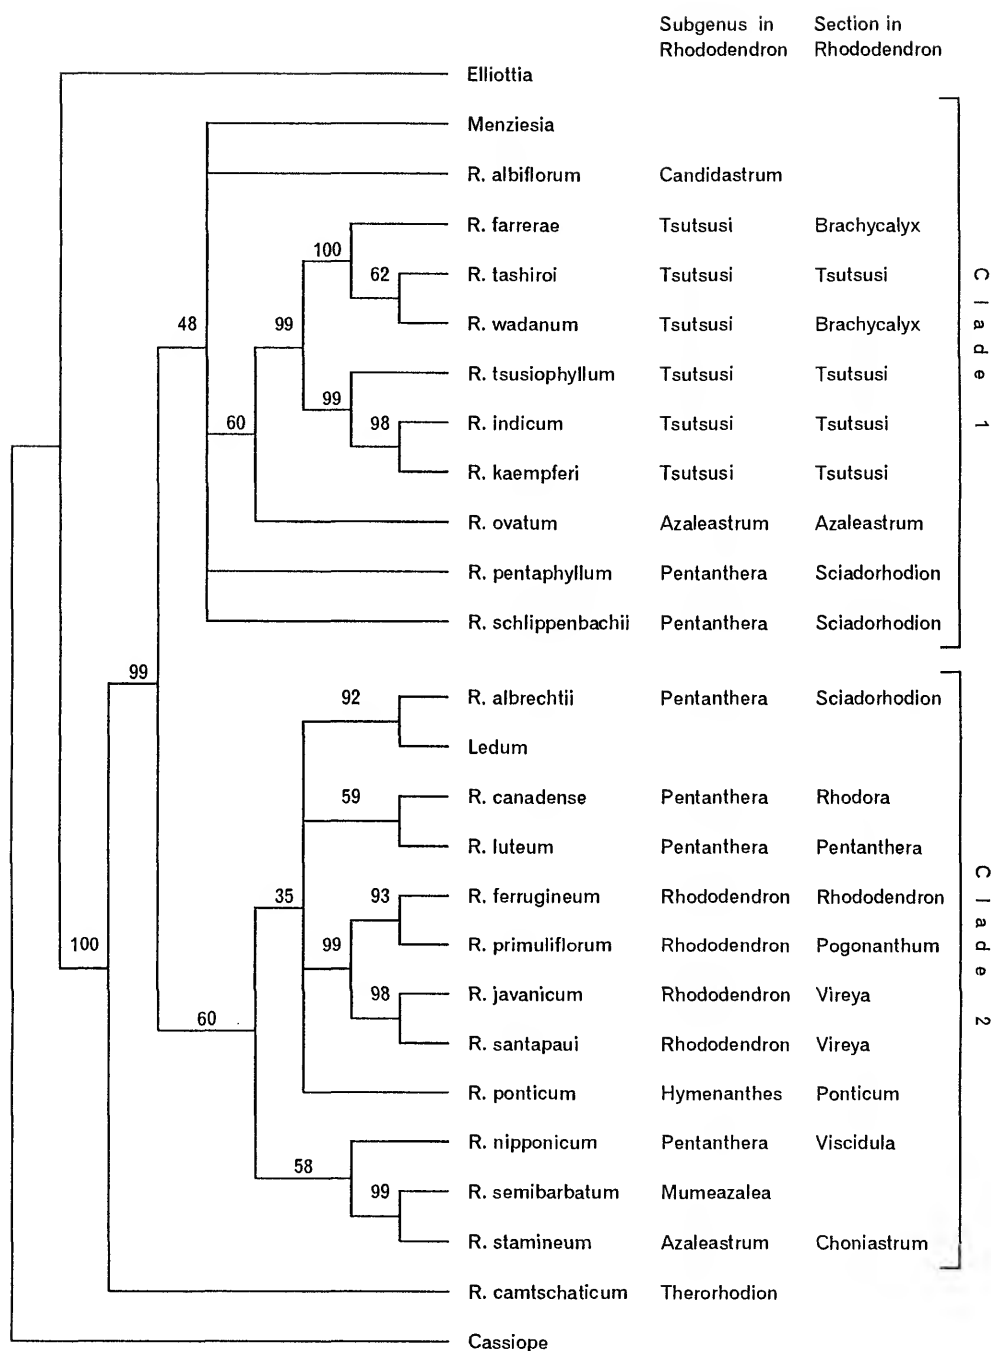 Subgenus in Section in
Rhododendron Rhododendron
Elliottia
Menziesia
R. albiflorum Candidastrum
R. farrerae Tsutsusi Brachycalyx
100
62 R. tashiroi Tsutsusi Tsutsusi
48 99 R. wadanum Tsutsusi Brachycalyx
R. tsusiophyllum Tsutsusi Tsutsusi
99
60 98 R. indicum Tsutsusi Tsutsusi
R. kaempferi Tsutsusi Tsutsusi
R. ovatum Azaleastrum Azaleastrum
R. pentaphyllum Pentanthera Sciadorhodion
R. schlippenbachii Pentanthera Sciadorhodion
Clade 1
99
92 R. albrechtii Pentanthera Sciadorhodion
Ledum
59 R. canadense Pentanthera Rhodora
R. luteum Pentanthera Pentanthera
35 93 R. ferrugineum Rhododendron Rhododendron
100 99 R. primuliflorum Rhododendron Pogonanthum
98 R. javanicum Rhododendron Vireya
60
R. santapaui Rhododendron Vireya
R. ponticum Hymenanthes Ponticum
R. nipponicum Pentanthera Viscidula
58
99 R. semibarbatum Mumeazalea
R. stamineum Azaleastrum Choniastrum
Clade 2
R. camtschaticum Therorhodion
Cassiope